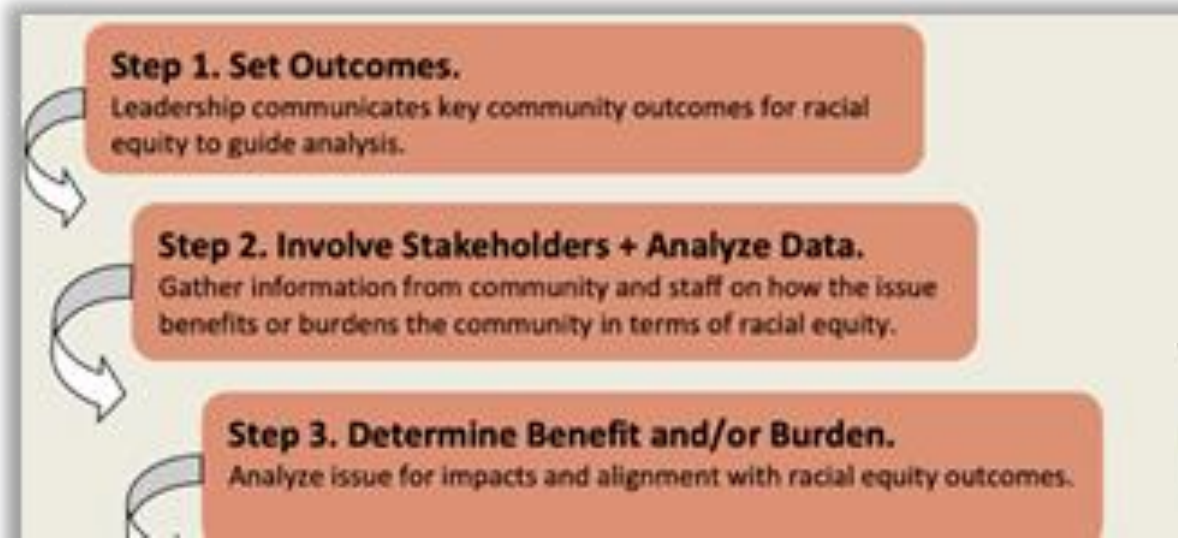 Step 1. Set Outcomes.
Leadership communicates key community outcomes for racial
equity to guide analysis.
Step 2. Involve Stakeholders + Analyze Data.
Gather information from community and staff on how the issue
benefits or burdens the community in terms of racial equity.
Step 3. Determine Benefit and/or Burden.
Analyze issue for impacts and alignment with racial equity outcomes.